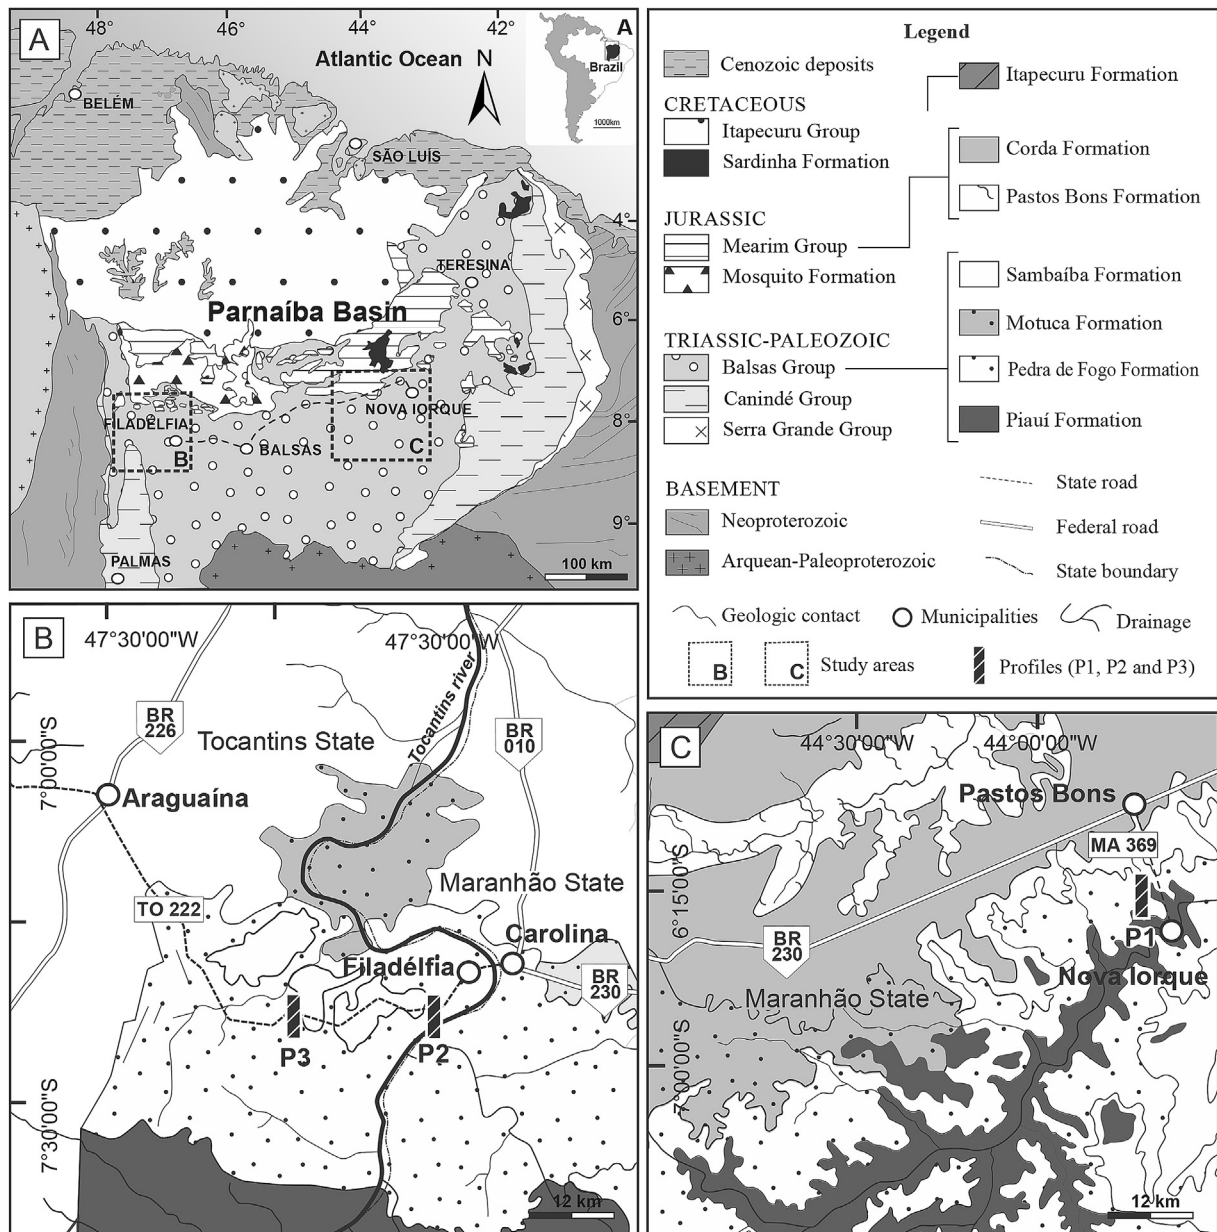 48°
46°
44°
42°
A
Atlantic Ocean
N
A
Brazil
1000km
BELÉM
SÃO LUÍS
4°
TERESINA
Parnaíba Basin
6°
NOVA IORQUE
FILADÉLFIA
8°
BALSAS
B
C
9°
PALMAS
100 km
Legend
Cenozoic deposits
CRETACEOUS
Itapecuru Group
Sardinha Formation
JURASSIC
Mearim Group
Mosquito Formation
TRIASSIC-PALEOZOIC
Balsas Group
Canindé Group
Serra Grande Group
BASEMENT
Neoproterozoic
Arquean-Paleoproterozoic
Itapecuru Formation
Corda Formation
Pastos Bons Formation
Sambaíba Formation
Motuca Formation
Pedra de Fogo Formation
Piauí Formation
State road
Federal road
State boundary
Geologic contact
Municipalities
Drainage
B
C
Study areas
Profiles (P1, P2 and P3)
B
47°30'00"W
47°30'00"W
BR
226
Tocantins State
Tocantins river
BR
010
7°00'00"S
Araguaína
Maranhão State
TO 222
Carolina
Filadélfia
BR
230
P3
P2
7°30'00"S
12 km
C
44°30'00"W
44°00'00"W
Pastos Bons
MA 369
6°15'00"S
P1
BR
230
Nova Iorque
Maranhão State
7°00'00"S
12 km